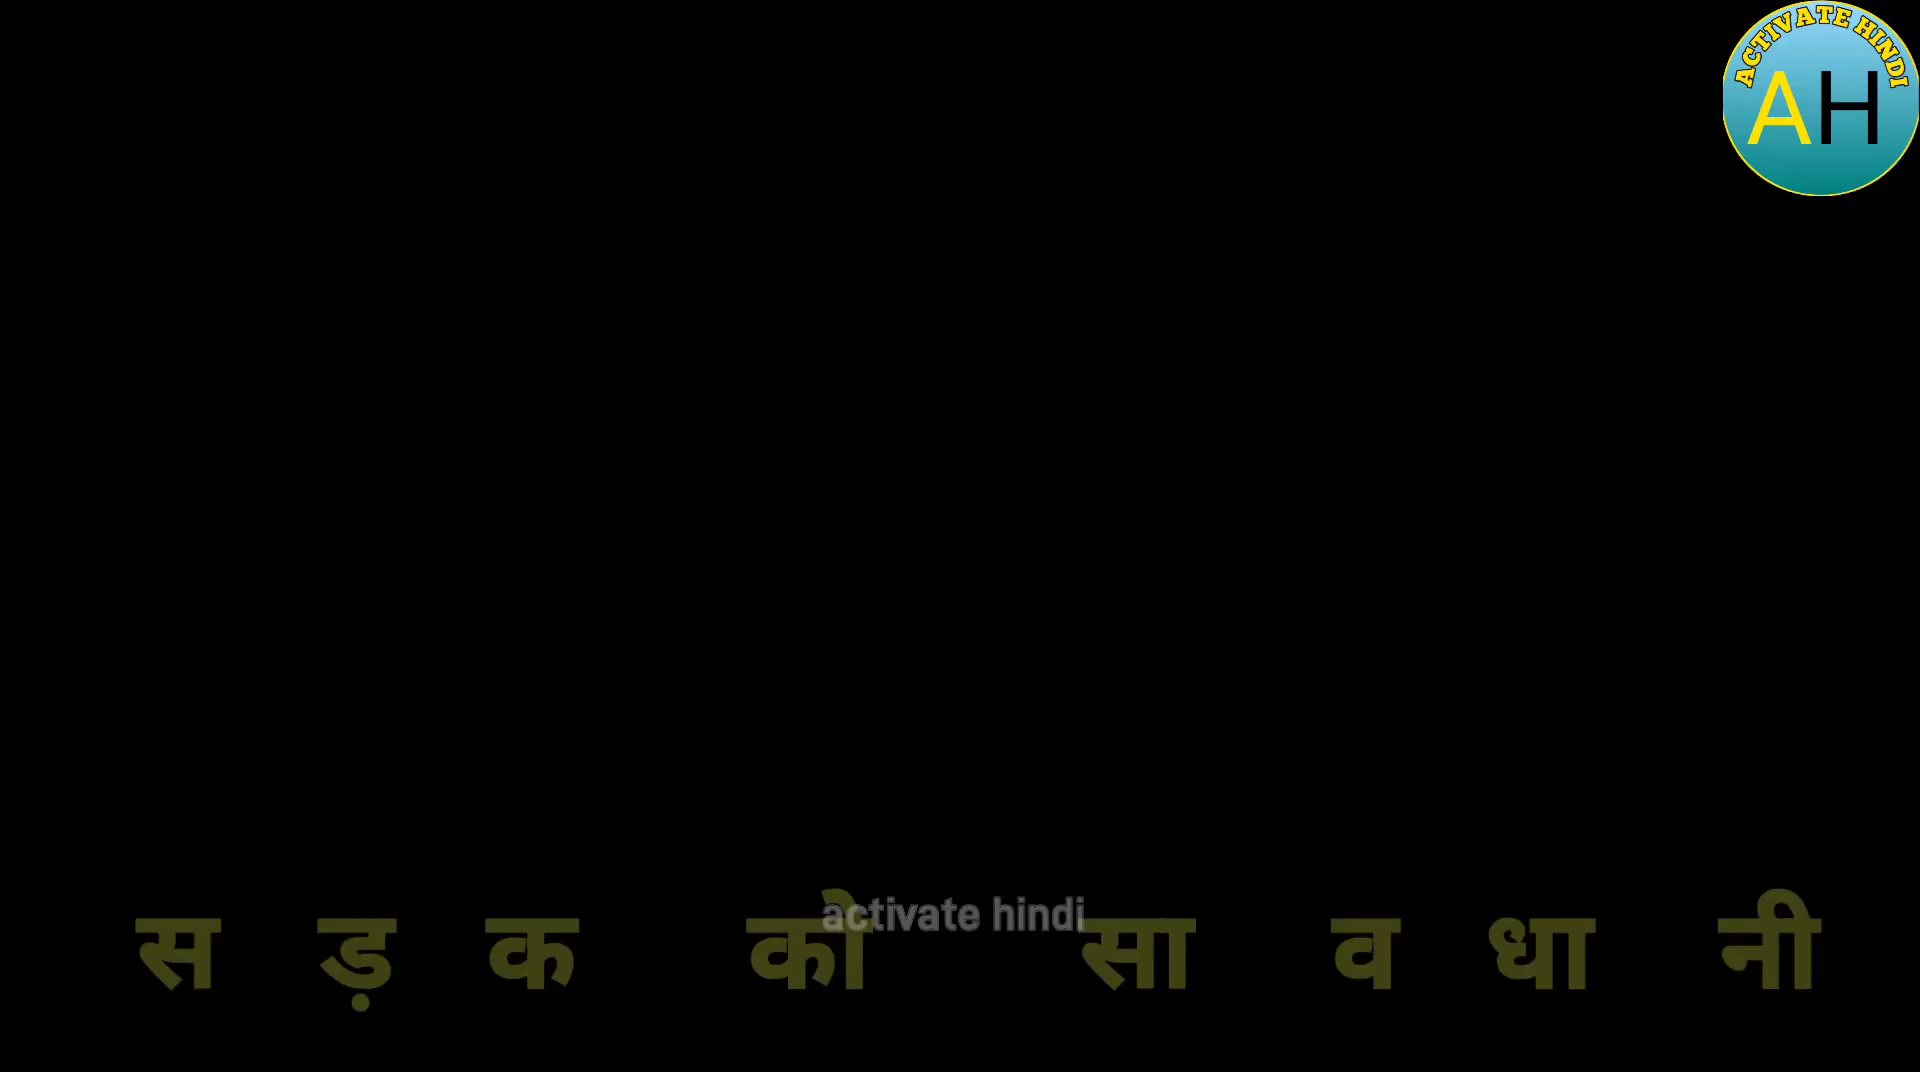 ACTIVATE HINDI
AH
activate hindi
स ड़ क को सा व धा नी